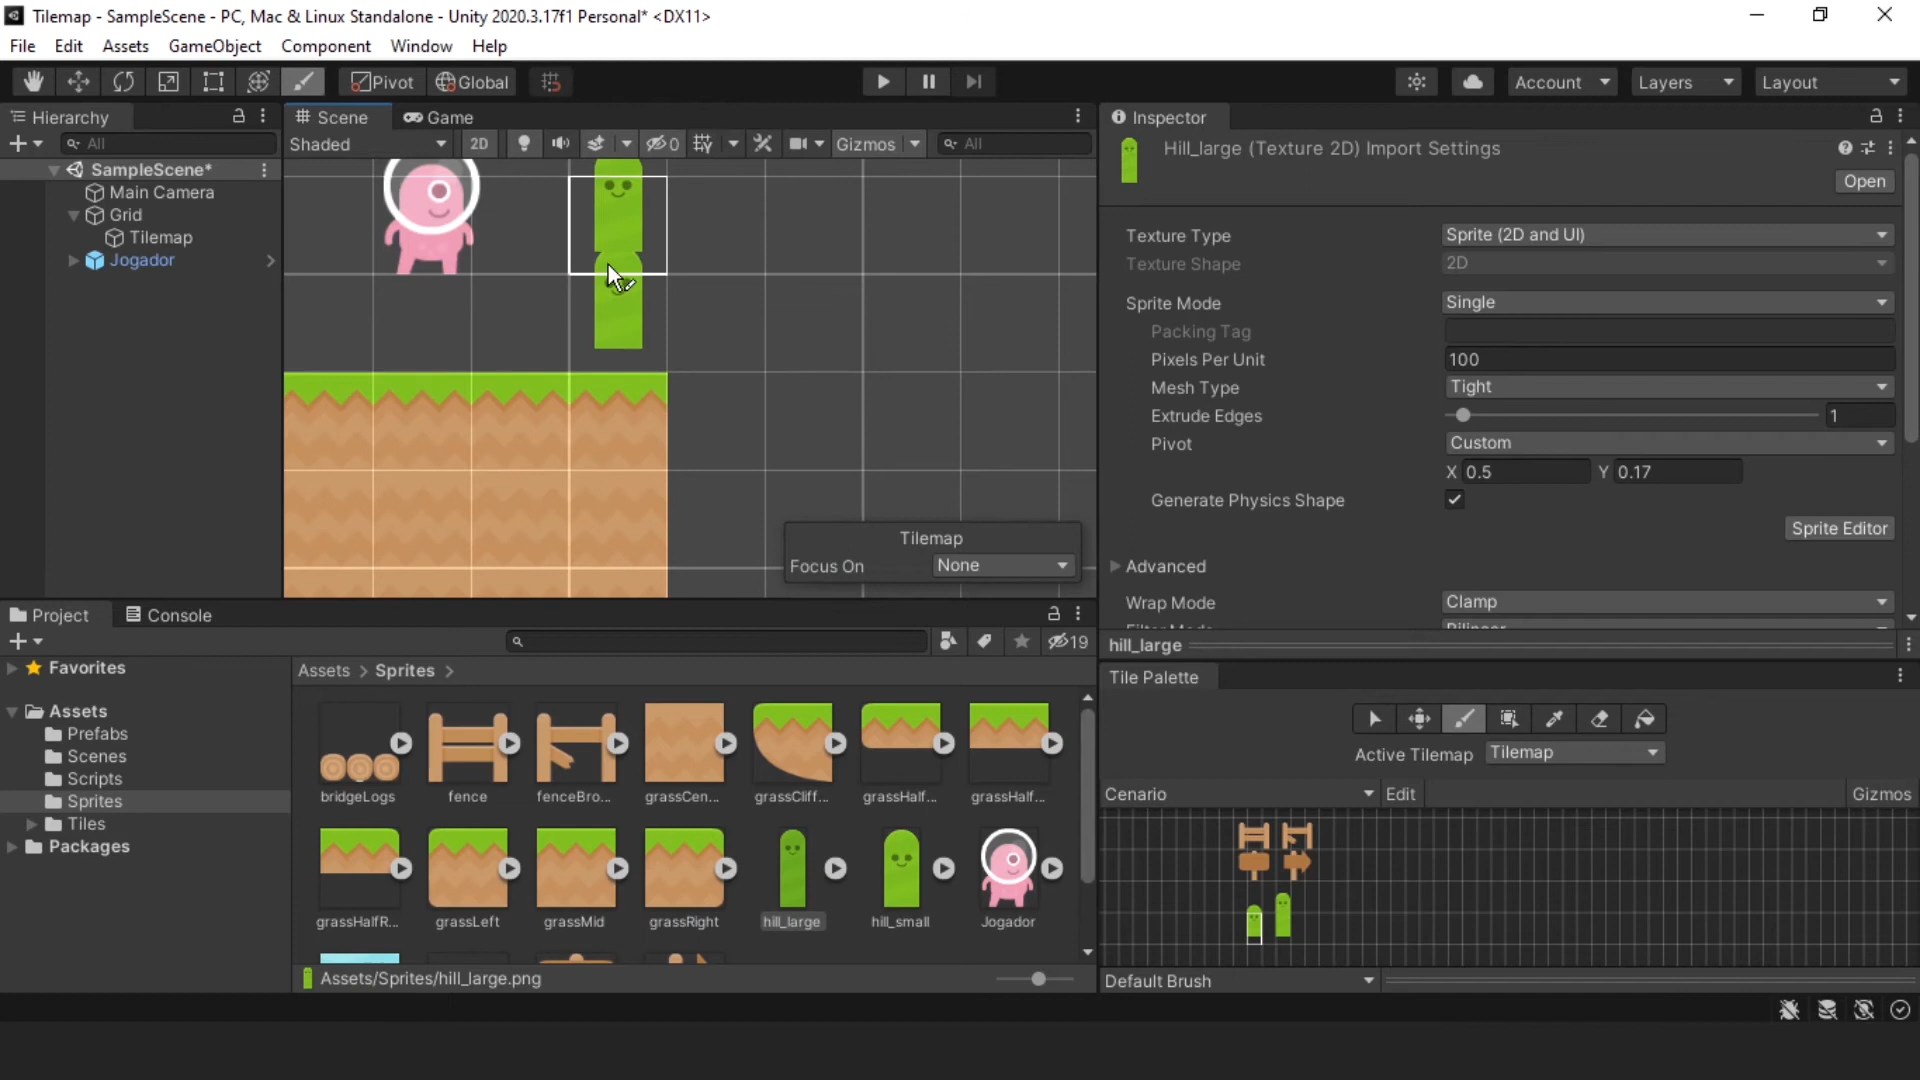 Tilemap - SampleScene - PC, Mac & Linux Standalone - Unity 2020.3.17f1 Personal* <DX11>
File Edit Assets GameObject Component Window Help
Pivot Global Account Layers Layout
Hierarchy
All
SampleScene*
Main Camera
Grid
Tilemap
Jogador
Scene Game
Shaded 2D 0 Gizmos All
Tilemap
Focus On None
Inspector
Hill_large (Texture 2D) Import Settings
Open
Texture Type Sprite (2D and UI)
Texture Shape 2D
Sprite Mode Single
Packing Tag
Pixels Per Unit 100
Mesh Type Tight
Extrude Edges 1
Pivot Custom
X 0.5 Y 0.17
Generate Physics Shape
Sprite Editor
Advanced
Wrap Mode Clamp
hill_large
Project Console
19
Favorites
Assets
Prefabs
Scenes
Scripts
Sprites
Tiles
Packages
Assets > Sprites >
bridgeLogs fence fenceBro... grassCen... grassCliff... grassHalf... grassHalf...
grassHalfR... grassLeft grassMid grassRight hill_large hill_small Jogador
Assets/Sprites/hill_large.png
Tile Palette
Active Tilemap Tilemap
Cenario Edit Gizmos
Default Brush